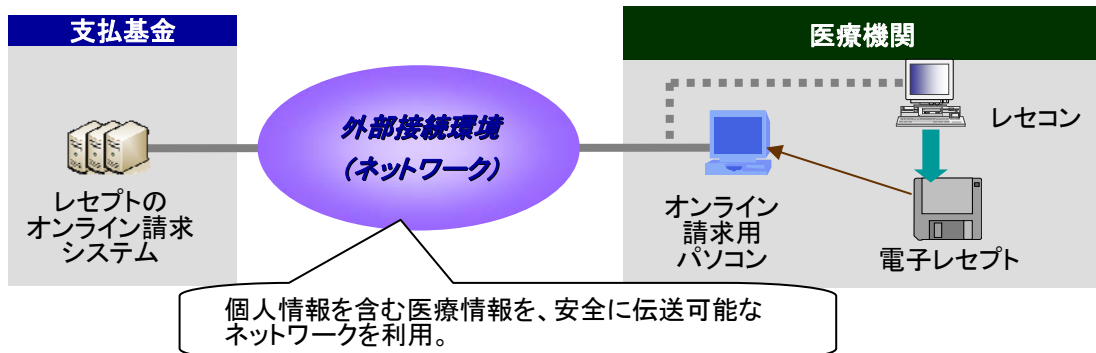 支払基金
医療機関
外部接続環境
(ネットワーク)
レセコン
レセプトの
オンライン請求
システム
オンライン
請求用
パソコン
電子レセプト
個人情報を含む医療情報を、安全に伝送可能な
ネットワークを利用。